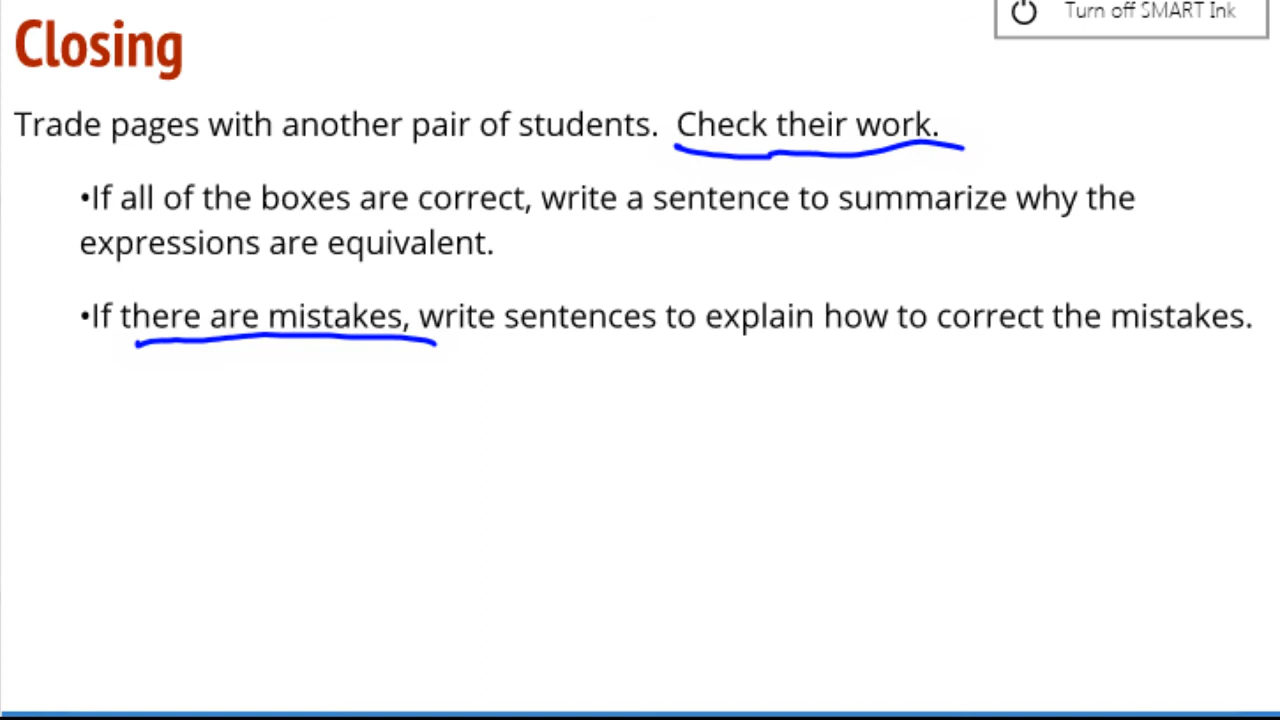 Turn off SMART Ink
Closing
Trade pages with another pair of students.  Check their work.
•If all of the boxes are correct, write a sentence to summarize why the
expressions are equivalent.
•If there are mistakes, write sentences to explain how to correct the mistakes.